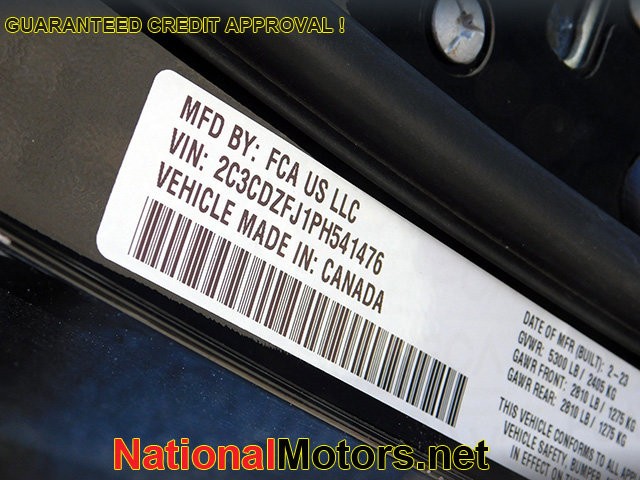 GUARANTEED CREDIT APPROVAL !
MFD BY: FCA US LLC
VIN: 2C3CDZFJ1PH541476
VEHICLE MADE IN: CANADA
DATE OF MFR (BUILT): 2-23
GVWR: 5300 LB / 2405 KG
GAWR FRONT: 2810 LB / 1275 KG
GAWR REAR: 2810 LB / 1275 KG
THIS VEHICLE CONFORMS TO ALL
VEHICLE SAFETY, BUMPER,
IN EFFECT ON
NationalMotors.net